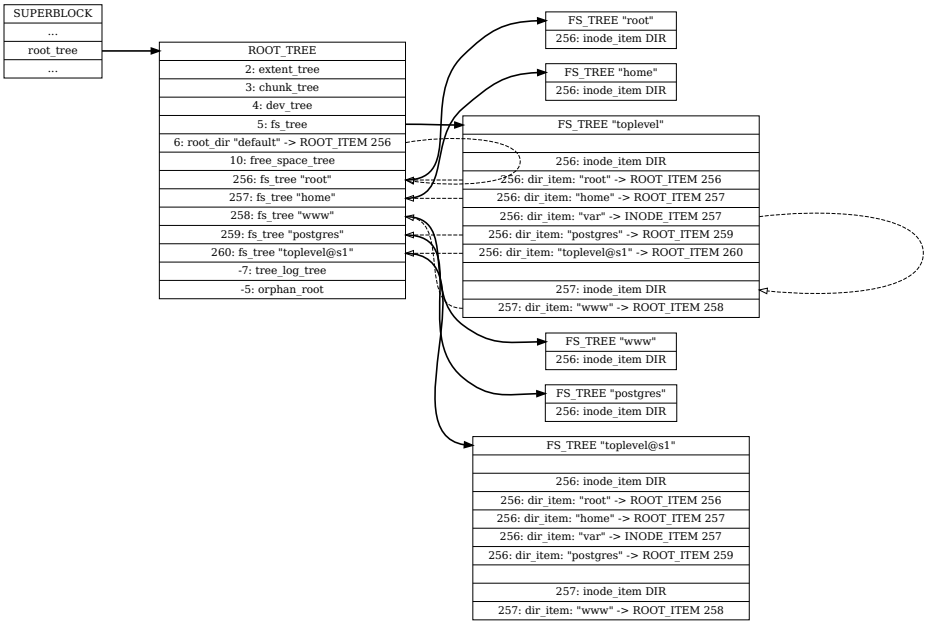 SUPERBLOCK
...
root_tree
...
ROOT_TREE
2: extent_tree
3: chunk_tree
4: dev_tree
5: fs_tree
6: root_dir "default" -> ROOT_ITEM 256
10: free_space_tree
256: fs_tree "root"
257: fs_tree "home"
258: fs_tree "www"
259: fs_tree "postgres"
260: fs_tree "toplevel@s1"
-7: tree_log_tree
-5: orphan_root
FS_TREE "root"
256: inode_item DIR
FS_TREE "home"
256: inode_item DIR
FS_TREE "toplevel"
256: inode_item DIR
256: dir_item: "root" -> ROOT_ITEM 256
256: dir_item: "home" -> ROOT_ITEM 257
256: dir_item: "var" -> INODE_ITEM 257
256: dir_item: "postgres" -> ROOT_ITEM 259
256: dir_item: "toplevel@s1" -> ROOT_ITEM 260
257: inode_item DIR
257: dir_item: "www" -> ROOT_ITEM 258
FS_TREE "www"
256: inode_item DIR
FS_TREE "postgres"
256: inode_item DIR
FS_TREE "toplevel@s1"
256: inode_item DIR
256: dir_item: "root" -> ROOT_ITEM 256
256: dir_item: "home" -> ROOT_ITEM 257
256: dir_item: "var" -> INODE_ITEM 257
256: dir_item: "postgres" -> ROOT_ITEM 259
257: inode_item DIR
257: dir_item: "www" -> ROOT_ITEM 258